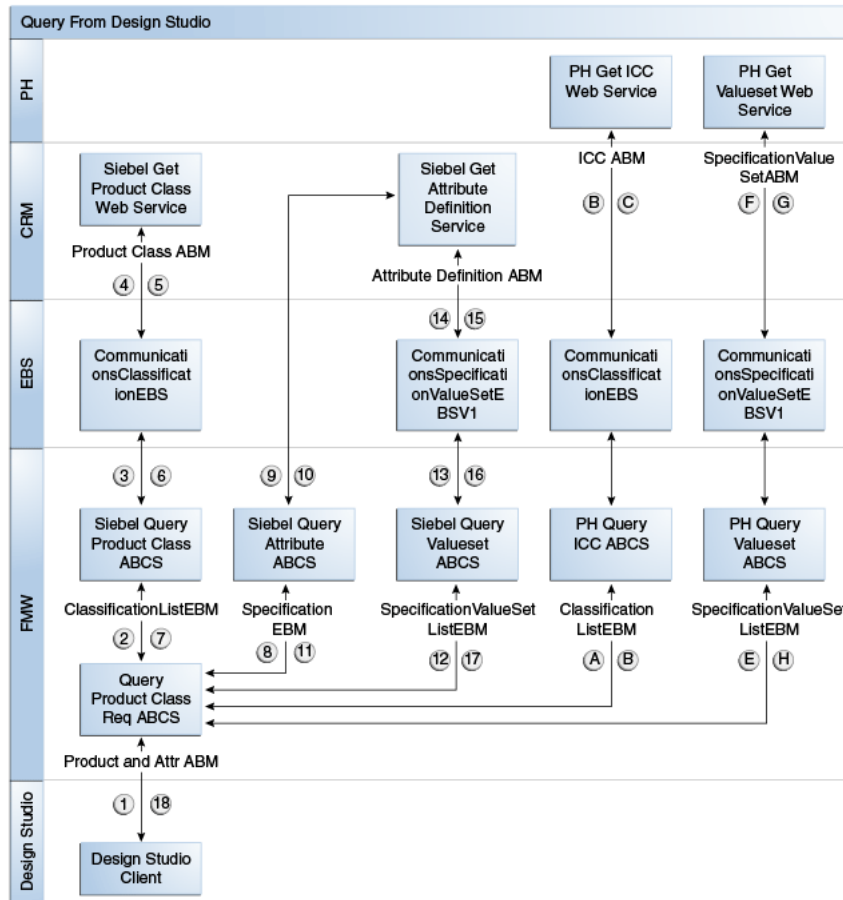 Query From Design Studio
PH
PH Get ICC
Web Service
PH Get
Valueset Web
Service
CRM
Siebel Get
Product Class
Web Service
Siebel Get
Attribute
Definition
Service
ICC ABM
SpecificationValue
SetABM
B
C
F
G
Product Class ABM
Attribute Definition ABM
4
5
14
15
EBS
Communicati
onsClassificat
ionEBS
Communicati
onsSpecificati
onValueSetE
BSV1
Communicati
onsClassificat
ionEBS
Communicati
onsSpecificati
onValueSetE
BSV1
FMW
3
6
9
10
13
16
Siebel Query
Product Class
ABCS
Siebel Query
Attribute
ABCS
Siebel Query
Valueset
ABCS
PH Query
ICC ABCS
PH Query
Valueset
ABCS
ClassificationListEBM
Specification
EBM
SpecificationValueSet
ListEBM
Classification
ListEBM
SpecificationValueSet
ListEBM
2
7
8
11
12
17
A
B
E
H
Query
Product Class
Req ABCS
Product and Attr ABM
Design Studio
1
18
Design Studio
Client